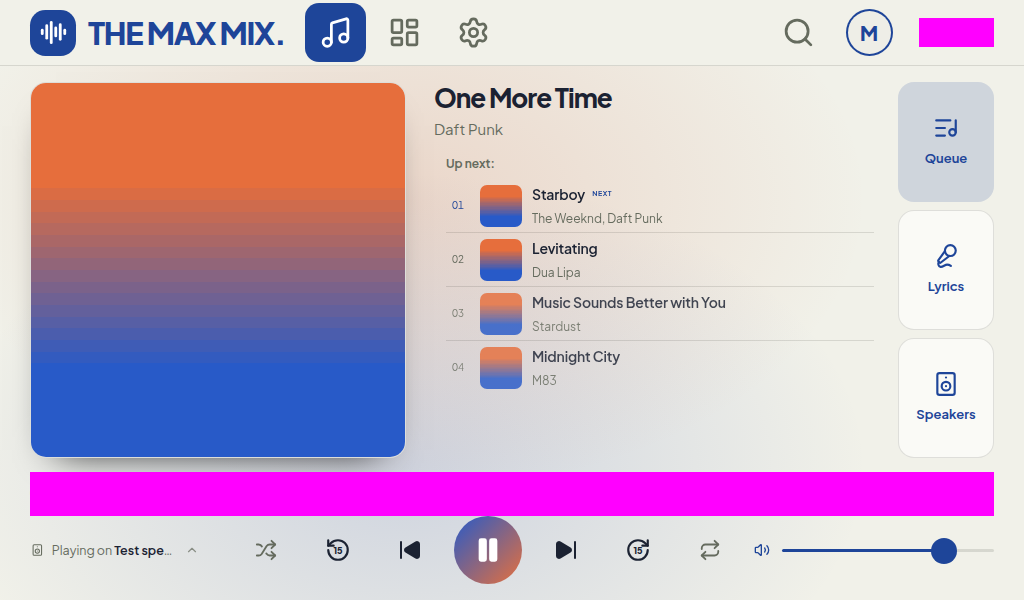 THE MAX MIX.
M
One More Time
Daft Punk
Up next:
01
Starboy NEXT
The Weeknd, Daft Punk
02
Levitating
Dua Lipa
03
Music Sounds Better with You
Stardust
04
Midnight City
M83
Queue
Lyrics
Speakers
Playing on Test spe...
15
15